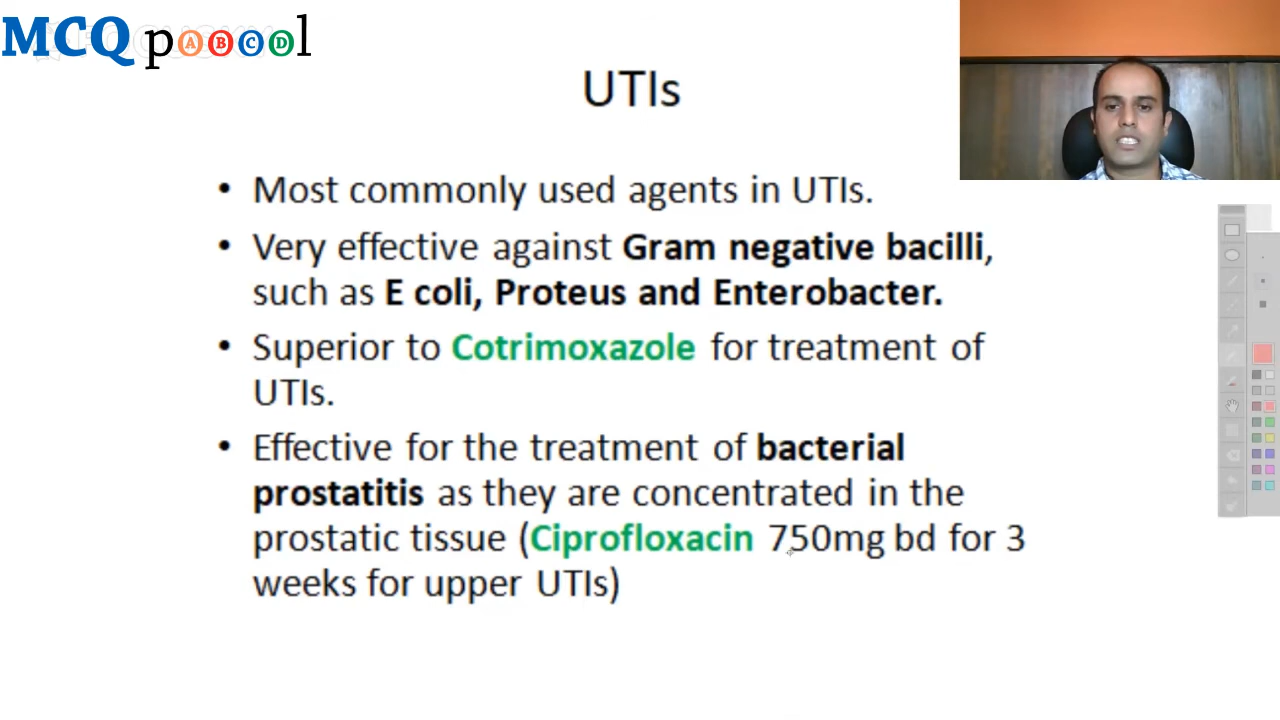 MCQ pABCDl
UTIs
• Most commonly used agents in UTIs.
• Very effective against Gram negative bacilli,
such as E coli, Proteus and Enterobacter.
• Superior to Cotrimoxazole for treatment of
UTIs.
• Effective for the treatment of bacterial
prostatitis as they are concentrated in the
prostatic tissue (Ciprofloxacin 750mg bd for 3
weeks for upper UTIs)